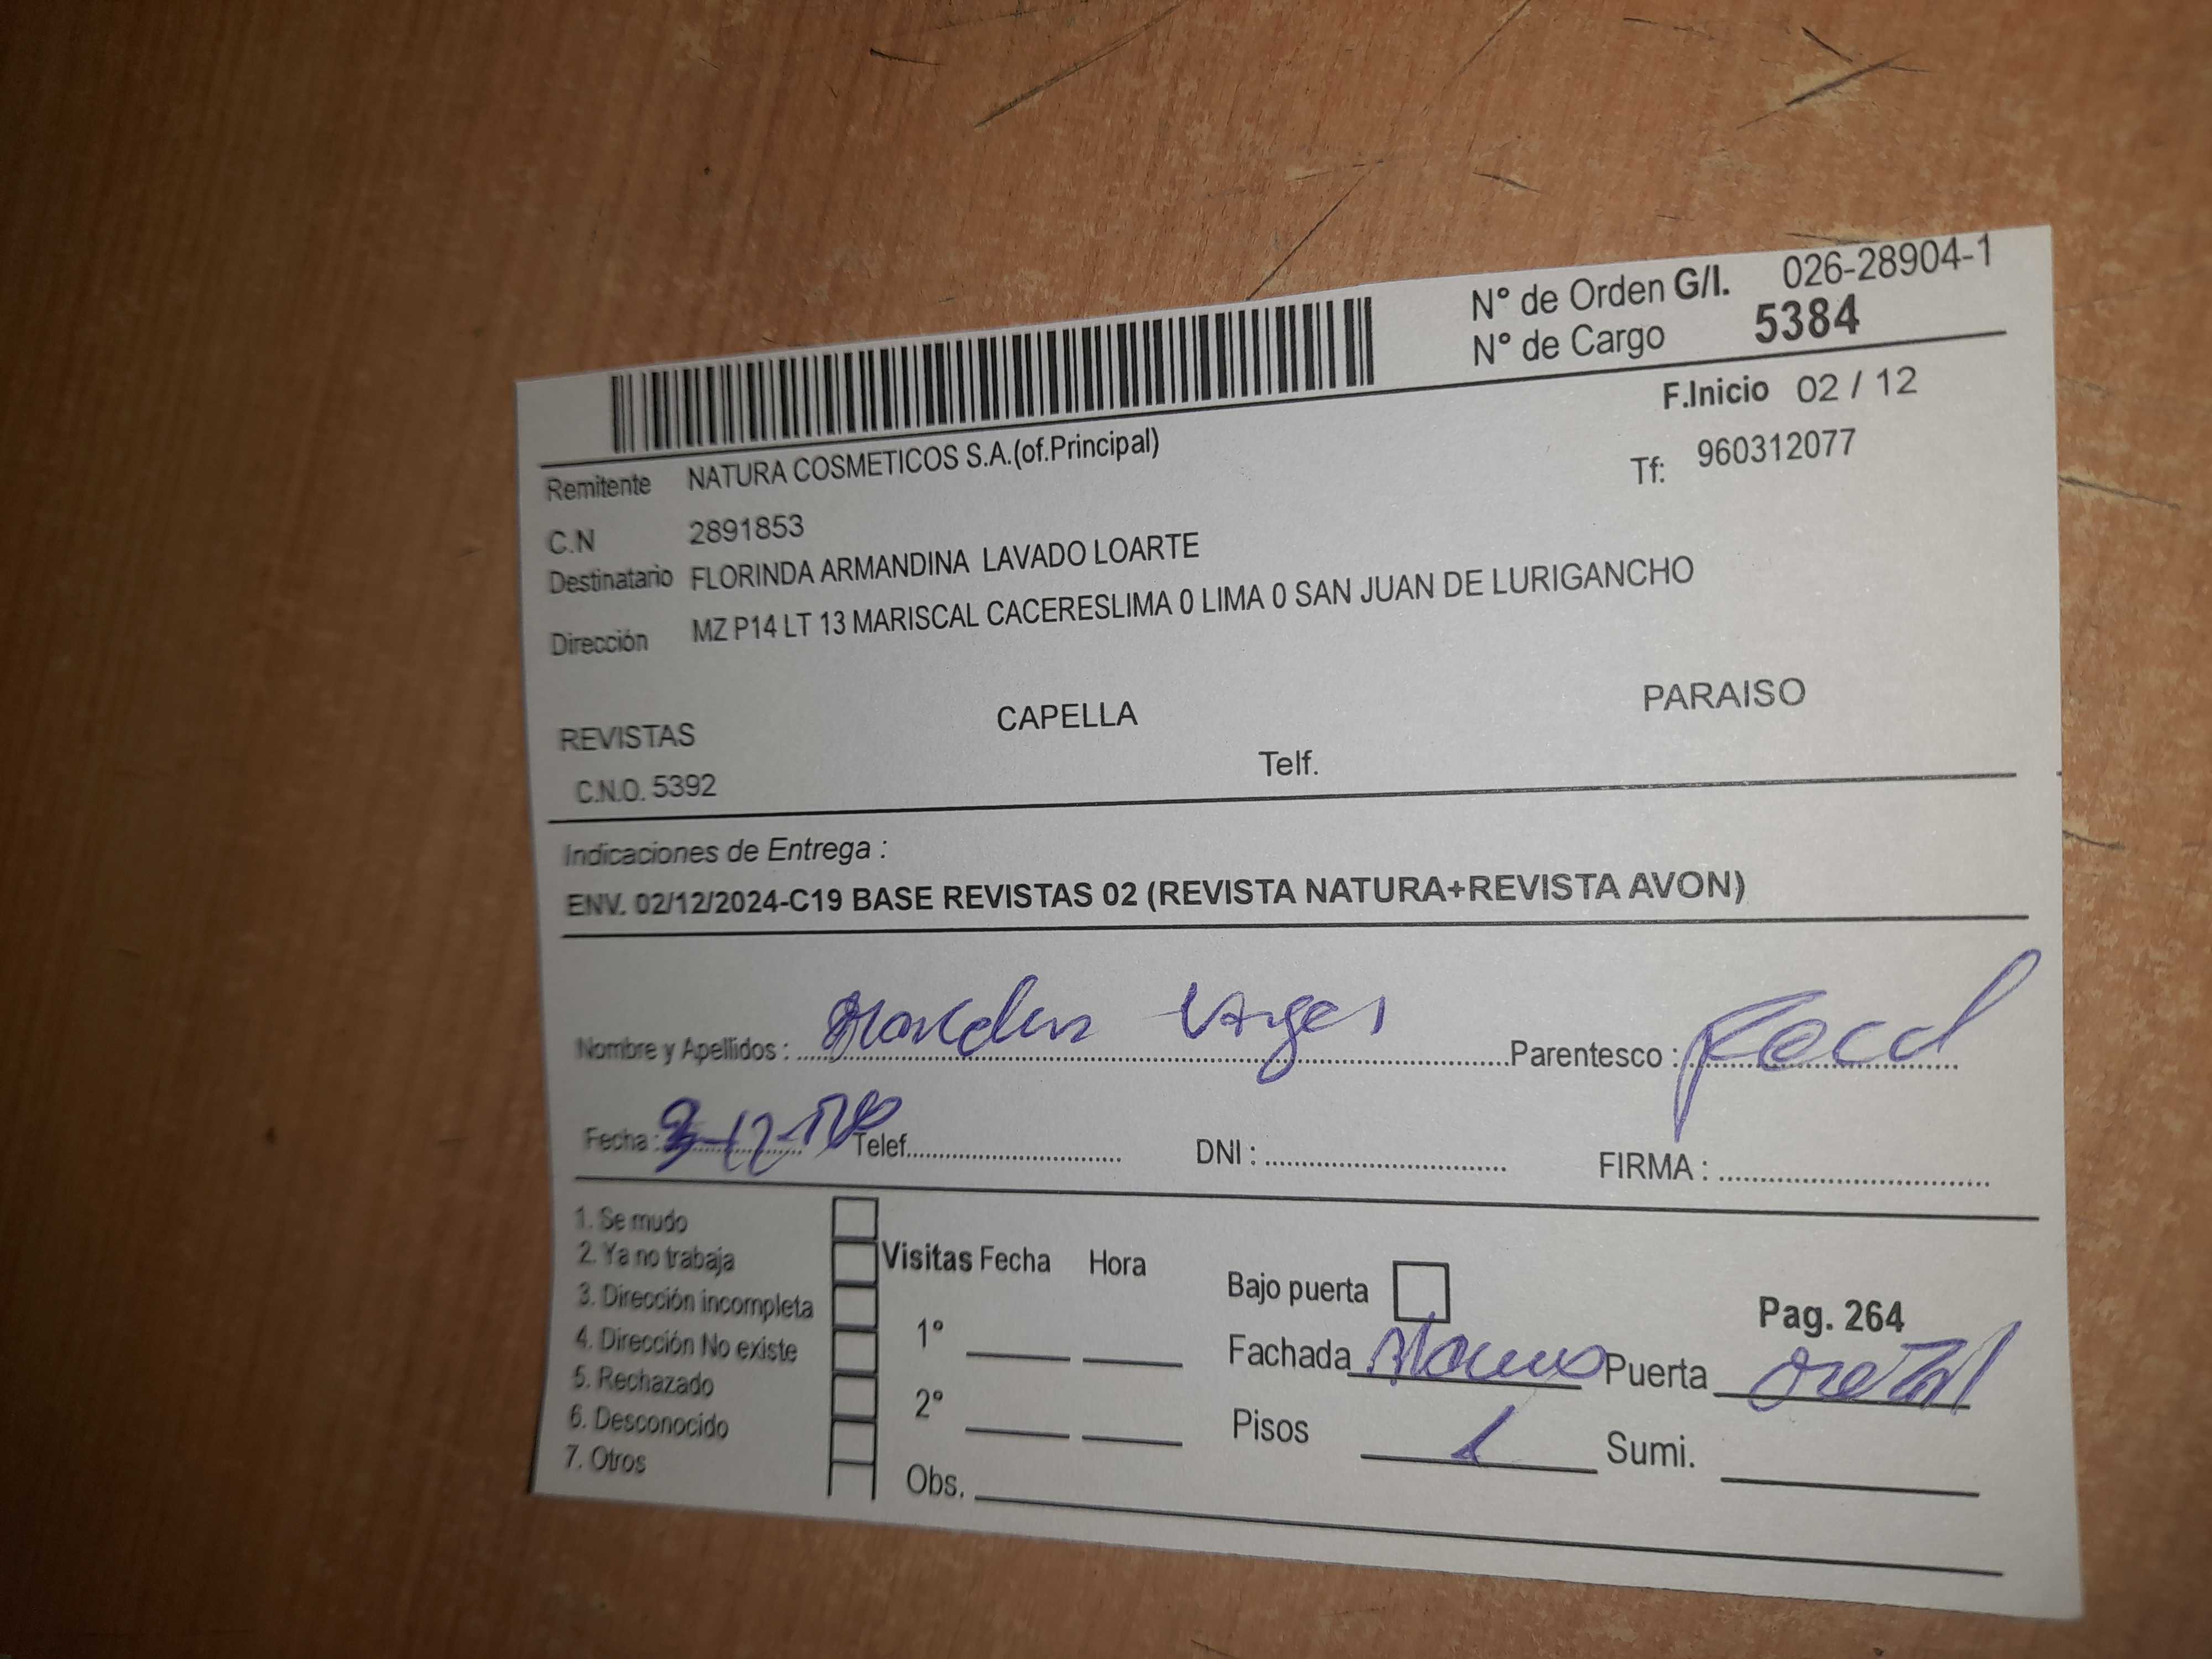 N° de Orden G/I. 026-28904-1
N° de Cargo 5384
F.Inicio 02 / 12
Remitente NATURA COSMETICOS S.A.(of.Principal)
Tf: 960312077
C.N 2891853
Destinatario FLORINDA ARMANDINA LAVADO LOARTE
Dirección MZ P14 LT 13 MARISCAL CACERESLIMA 0 LIMA 0 SAN JUAN DE LURIGANCHO
REVISTAS CAPELLA PARAISO
C.N.O. 5392 Telf.
Indicaciones de Entrega :
ENV. 02/12/2024-C19 BASE REVISTAS 02 (REVISTA NATURA+REVISTA AVON)
Nombre y Apellidos : Parentesco :
Fecha : Telef. DNI : FIRMA :
1. Se mudo
2. Ya no trabaja
3. Dirección incompleta
4. Dirección No existe
5. Rechazado
6. Desconocido
7. Otros
Visitas Fecha Hora
1°
2°
Obs.
Bajo puerta
Pag. 264
Fachada Puerta
Pisos 1 Sumi.